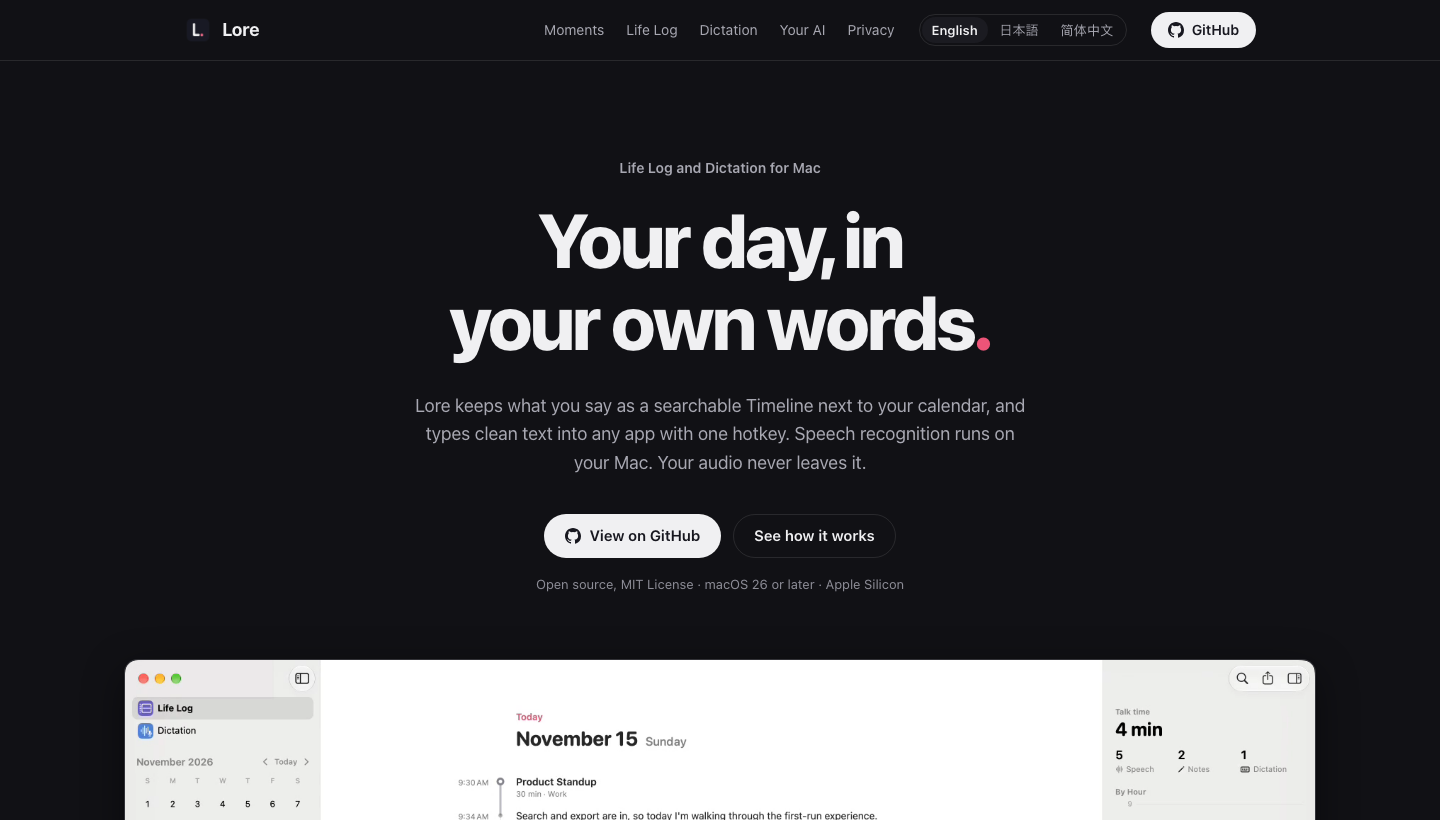 L. Lore
Moments Life Log Dictation Your AI Privacy English 日本語 简体中文 GitHub
Life Log and Dictation for Mac
Your day, in
your own words.
Lore keeps what you say as a searchable Timeline next to your calendar, and
types clean text into any app with one hotkey. Speech recognition runs on
your Mac. Your audio never leaves it.
View on GitHub See how it works
Open source, MIT License · macOS 26 or later · Apple Silicon
Life Log
Dictation
November 2026 Today
S M T W T F S
1 2 3 4 5 6 7
Today
November 15 Sunday
9:30 AM Product Standup
30 min · Work
9:34 AM Search and export are in, so today I'm walking through the first-run experience.
Talk time
4 min
5 2 1
Speech Notes Dictation
By Hour
9